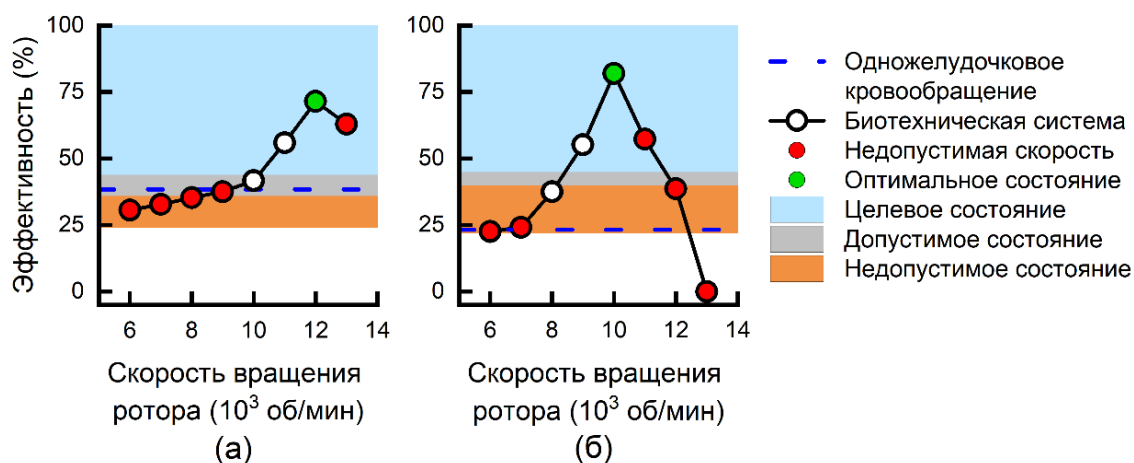 Эффективность (%)
100
75
50
25
0
6 8 10 12 14
Скорость вращения
ротора (10³ об/мин)
(а)
100
75
50
25
0
6 8 10 12 14
Скорость вращения
ротора (10³ об/мин)
(б)
Одножелудочковое
кровообращение
Биотехническая система
Недопустимая скорость
Оптимальное состояние
Целевое состояние
Допустимое состояние
Недопустимое состояние